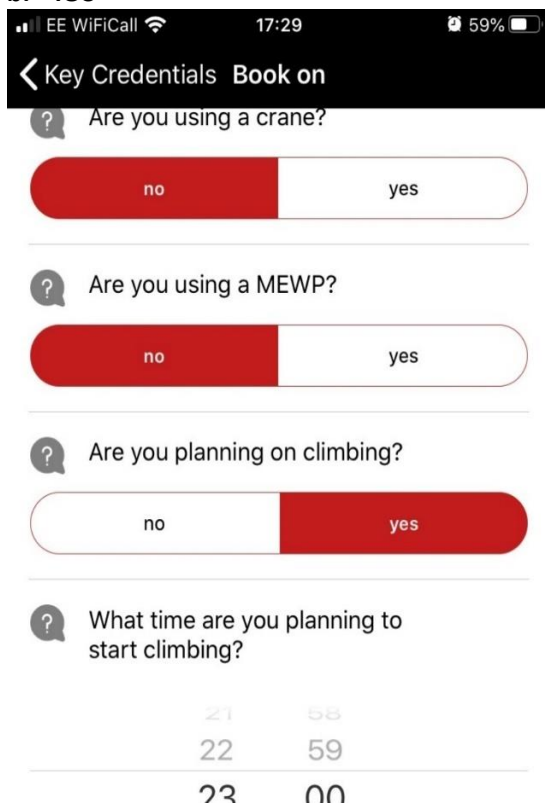 EE WiFiCall 17:29 59%
Key Credentials Book on
Are you using a crane?
no yes
Are you using a MEWP?
no yes
Are you planning on climbing?
no yes
What time are you planning to
start climbing?
21 58
22 59
23 00